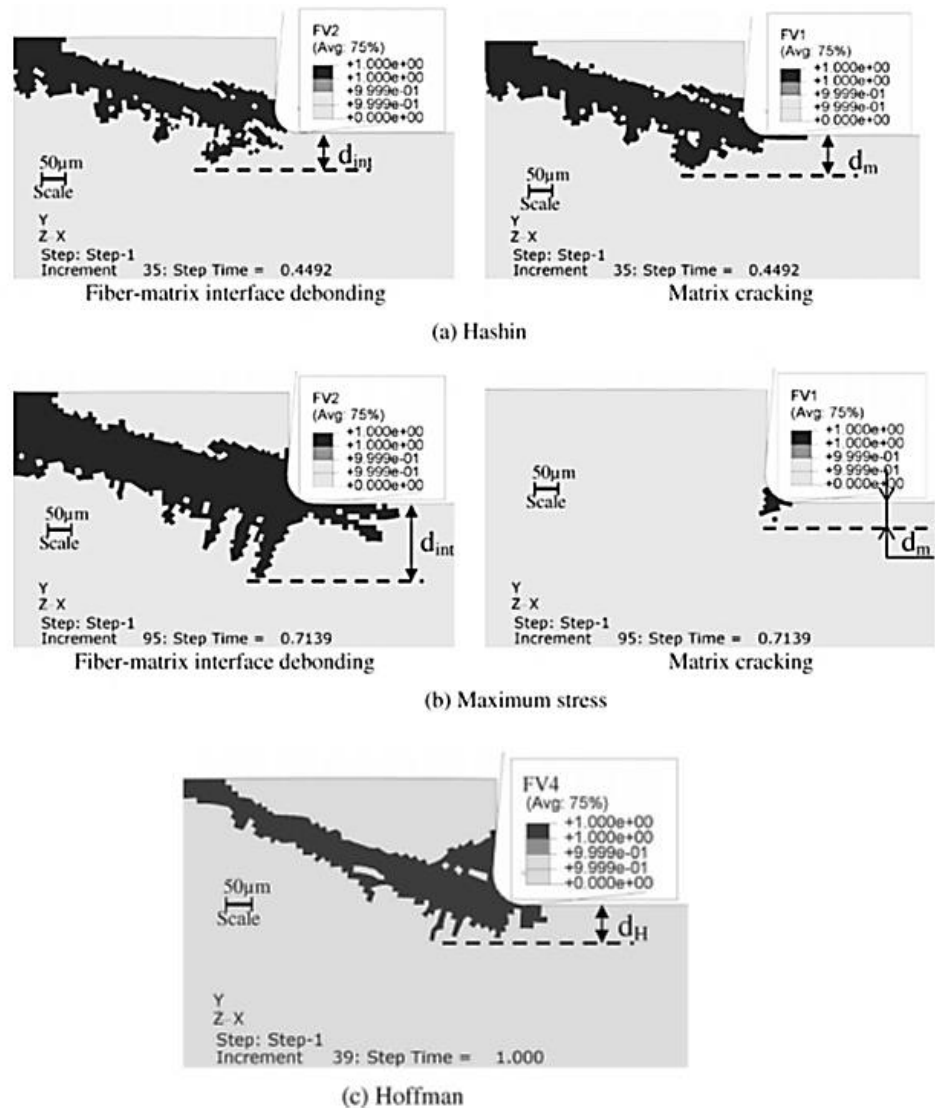 FV2
(Avg: 75%)
+1.000e+00
+1.000e+00
+9.999e-01
+9.999e-01
+0.000e+00
d_int
50µm
Scale
Y
Z-X
Step: Step-1
Increment 35: Step Time = 0.4492
Fiber-matrix interface debonding
FV1
(Avg: 75%)
+1.000e+00
+1.000e+00
+9.999e-01
+9.999e-01
+0.000e+00
d_m
50µm
Scale
Y
Z-X
Step: Step-1
Increment 35: Step Time = 0.4492
Matrix cracking
(a) Hashin
FV2
(Avg: 75%)
+1.000e+00
+1.000e+00
+9.999e-01
+9.999e-01
+0.000e+00
50µm
Scale
d_int
Y
Z-X
Step: Step-1
Increment 95: Step Time = 0.7139
Fiber-matrix interface debonding
FV1
(Avg: 75%)
+1.000e+00
+1.000e+00
+9.999e-01
+9.999e-01
+0.000e+00
50µm
Scale
d_m
Y
Z-X
Step: Step-1
Increment 95: Step Time = 0.7139
Matrix cracking
(b) Maximum stress
FV4
(Avg: 75%)
+1.000e+00
+1.000e+00
+9.999e-01
+9.999e-01
+0.000e+00
50µm
Scale
d_H
Y
Z-X
Step: Step-1
Increment 39: Step Time = 1.000
(c) Hoffman